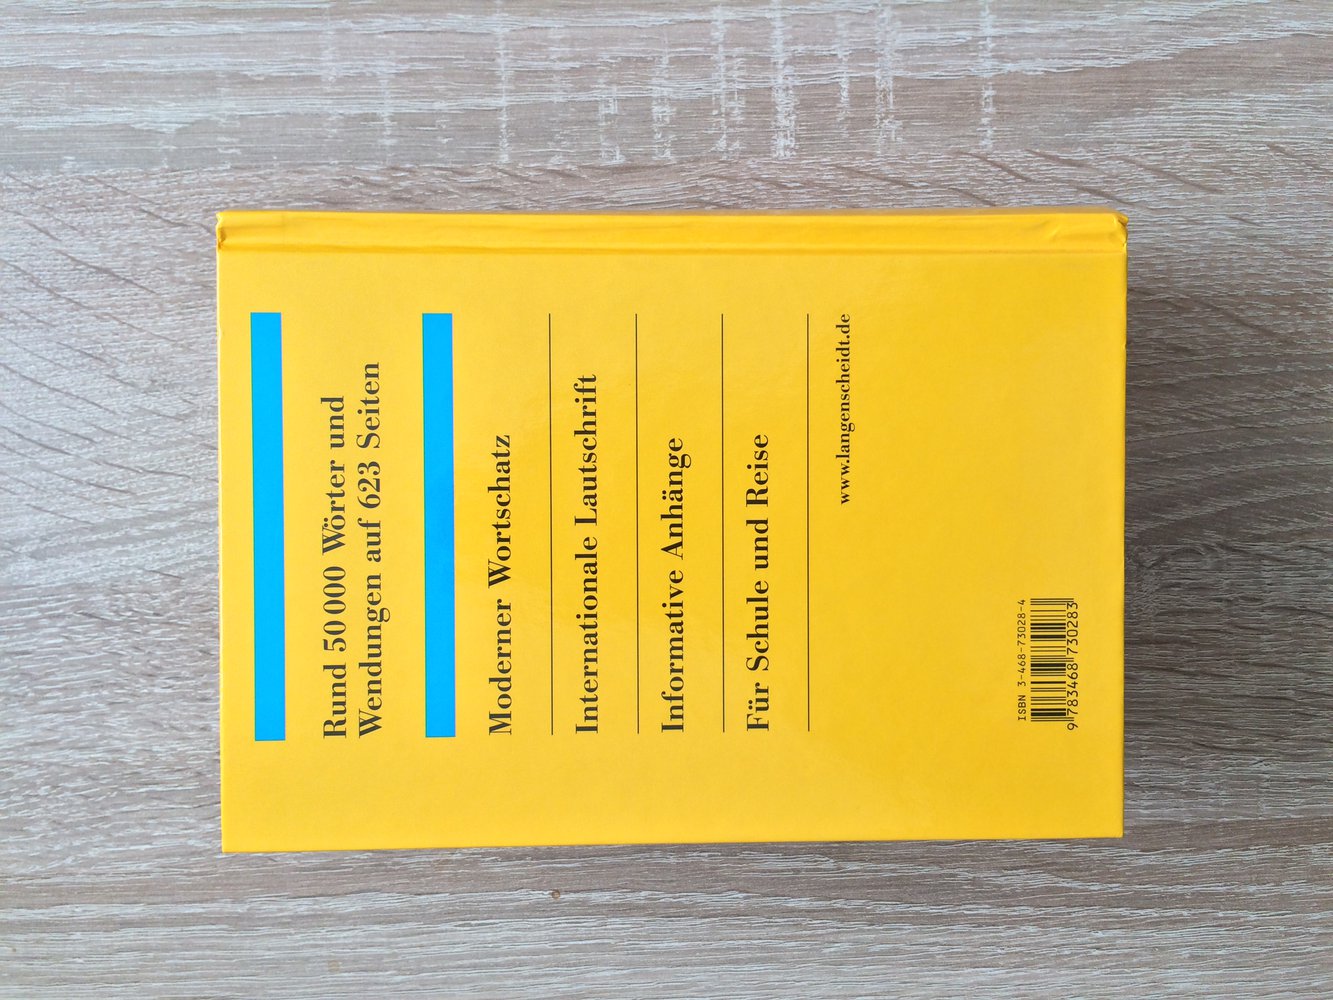 Rund 50 000 Wörter und
Wendungen auf 623 Seiten
Moderner Wortschatz
Internationale Lautschrift
Informative Anhänge
Für Schule und Reise
www.langenscheidt.de
ISBN 3-468-73028-4
9 783468 730283